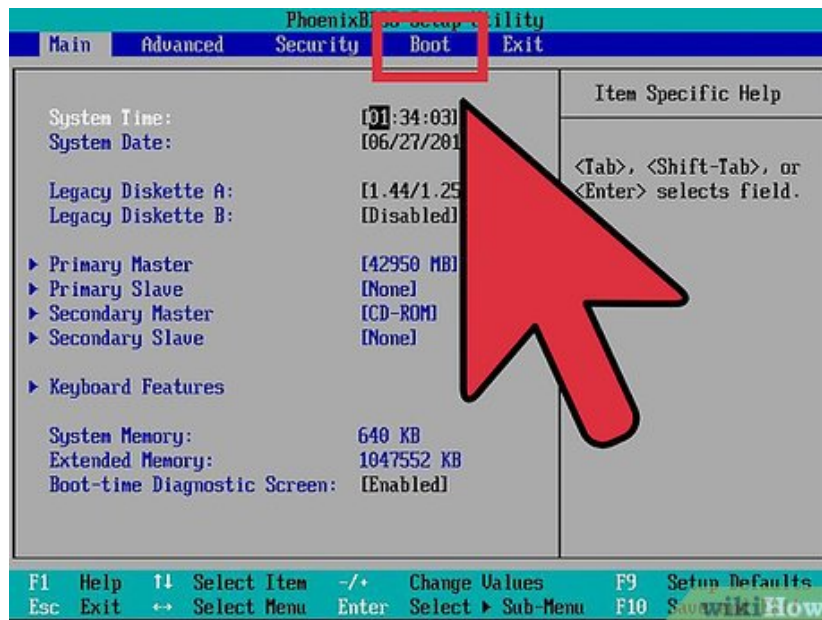 PhoenixBIOS Setup Utility
Main Advanced Security Boot Exit
Item Specific Help
System Time: [01:34:03]
System Date: [06/27/201
<Tab>, <Shift-Tab>, or
<Enter> selects field.
Legacy Diskette A: [1.44/1.25
Legacy Diskette B: [Disabled]
▶ Primary Master [42950 MB]
▶ Primary Slave [None]
▶ Secondary Master [CD-ROM]
▶ Secondary Slave [None]
▶ Keyboard Features
System Memory: 640 KB
Extended Memory: 1047552 KB
Boot-time Diagnostic Screen: [Enabled]
F1 Help ↑↓ Select Item -/+ Change Values F9 Setup Defaults
Esc Exit ↔ Select Menu Enter Select ▶ Sub-Menu F10
wikiHow